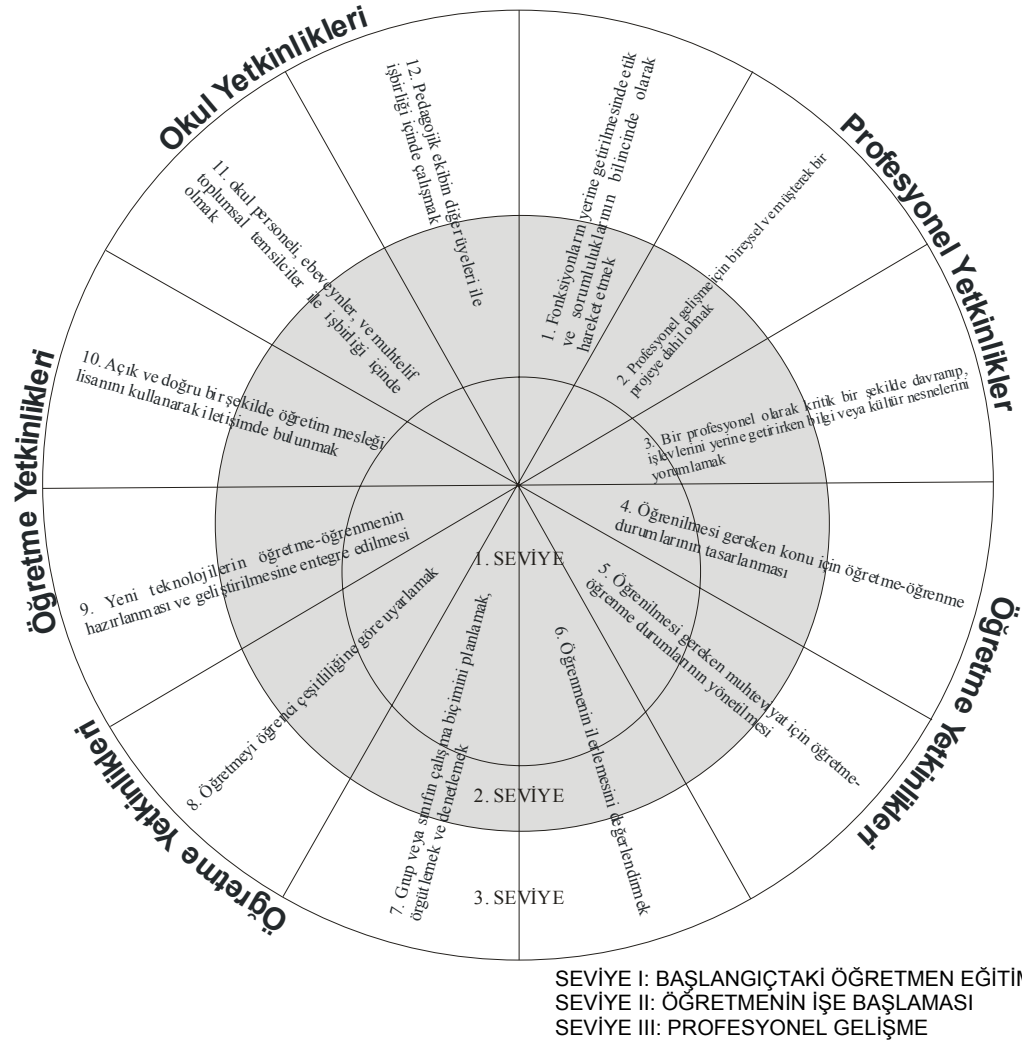 Okul Yetkinlikleri
Profesyonel Yetkinlikler
Öğretme Yetkinlikleri
Öğretme Yetkinlikleri
Öğretme Yetkinlikleri
1. Fonksiyonların yerine getirilmesinde etik
ve sorumluluklarının bilincinde olarak
hareket etmek
2. Profesyonel gelişme için bireysel ve müşterek bir
projeye dahil olmak
3. Bir profesyonel olarak kritik bir şekilde davranıp,
işlevlerini yerine getirirken bilgi veya kültür nesnelerini
yorumlamak
4. Öğrenilmesi gereken konu için öğretme-öğrenme
durumlarının tasarlanması
5. Öğrenilmesi gereken muhteviyat için öğretme-
öğrenme durumlarının yönetilmesi
6. Öğrenmenin ilerlemesini değerlendirmek
7. Grup veya sınıfın çalışma biçimini planlamak,
örgütlemek ve denetlemek
8. Öğretmeyi öğrenci çeşitliliğine göre uyarlamak
9. Yeni teknolojilerin öğretme-öğrenmenin
hazırlanması ve geliştirilmesine entegre edilmesi
10. Açık ve doğru bir şekilde öğretim mesleği
lisanını kullanarak iletişimde bulunmak
11. okul personeli, ebeveynler, ve muhtelif
toplumsal temsilciler ile işbirliği içinde
olmak
12. Pedagojik ekibin diğer üyeleri ile
işbirliği içinde çalışmak
1. SEVİYE
2. SEVİYE
3. SEVİYE
SEVİYE I: BAŞLANGIÇTAKİ ÖĞRETMEN EĞİTİM
SEVİYE II: ÖĞRETMENİN İŞE BAŞLAMASI
SEVİYE III: PROFESYONEL GELİŞME